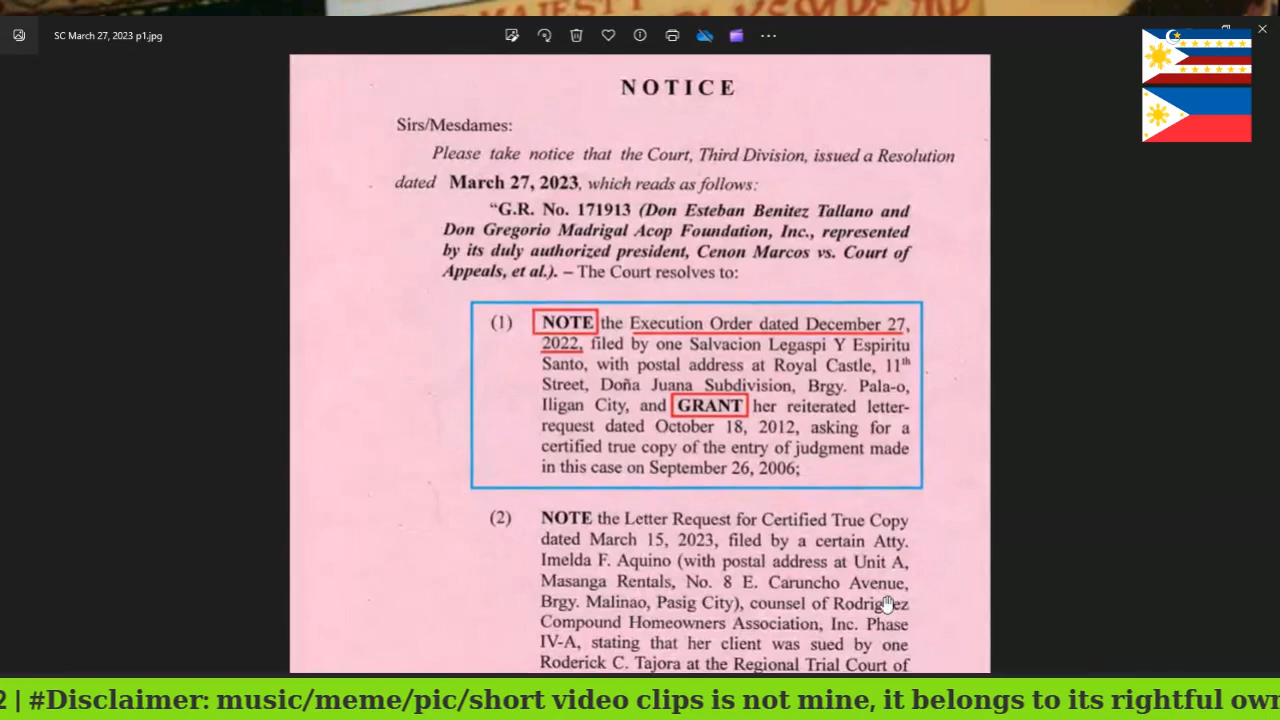 SC March 27, 2023 p1.jpg
NOTICE
Sirs/Mesdames:
Please take notice that the Court, Third Division, issued a Resolution
dated March 27, 2023, which reads as follows:
“G.R. No. 171913 (Don Esteban Benitez Tallano and
Don Gregorio Madrigal Acop Foundation, Inc., represented
by its duly authorized president, Cenon Marcos vs. Court of
Appeals, et al.). – The Court resolves to:
(1) NOTE the Execution Order dated December 27,
2022, filed by one Salvacion Legaspi Y Espiritu
Santo, with postal address at Royal Castle, 11th
Street, Doña Juana Subdivision, Brgy. Pala-o,
Iligan City, and GRANT her reiterated letter-
request dated October 18, 2012, asking for a
certified true copy of the entry of judgment made
in this case on September 26, 2006;
(2) NOTE the Letter Request for Certified True Copy
dated March 15, 2023, filed by a certain Atty.
Imelda F. Aquino (with postal address at Unit A,
Masanga Rentals, No. 8 E. Caruncho Avenue,
Brgy. Malinao, Pasig City), counsel of Rodriguez
Compound Homeowners Association, Inc. Phase
IV-A, stating that her client was sued by one
Roderick C. Tajora at the Regional Trial Court of
2 | #Disclaimer: music/meme/pic/short video clips is not mine, it belongs to its rightful own